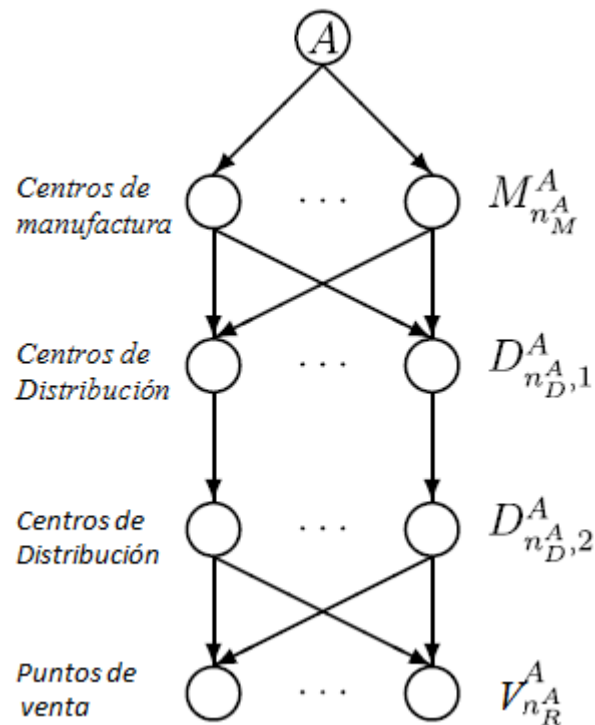 A
Centros de
manufactura
. . .
M^A_{n^A_M}
Centros de
Distribución
. . .
D^A_{n^A_D,1}
Centros de
Distribución
. . .
D^A_{n^A_D,2}
Puntos de
venta
. . .
V^A_{n^A_R}